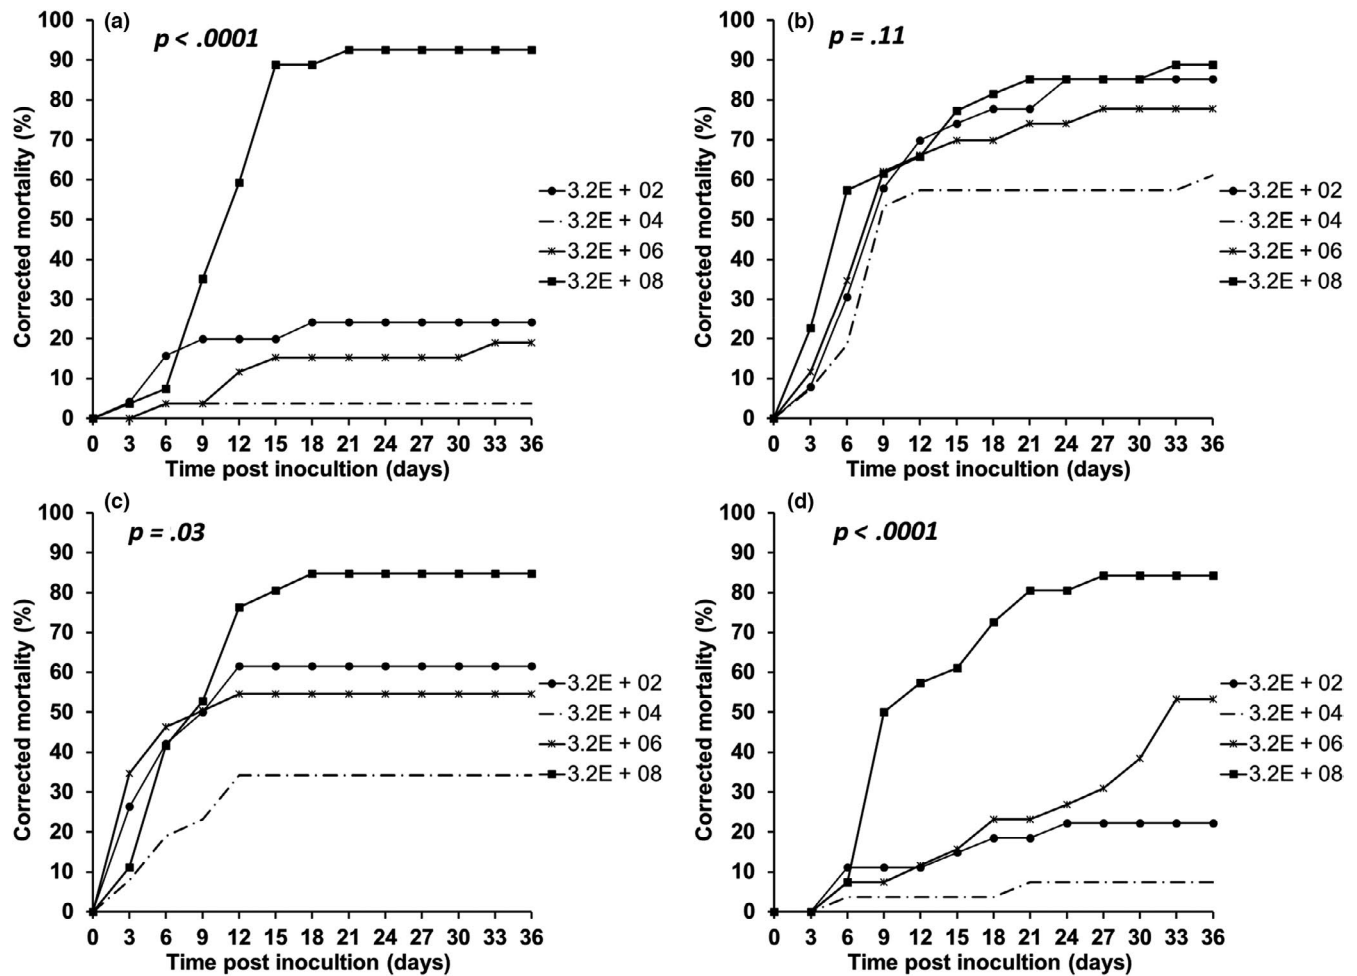 (a)
p < .0001
Corrected mortality (%)
100
90
80
70
60
50
40
30
20
10
0
0 3 6 9 12 15 18 21 24 27 30 33 36
Time post inocultion (days)
3.2E + 02
3.2E + 04
3.2E + 06
3.2E + 08
(b)
p = .11
Corrected mortality (%)
100
90
80
70
60
50
40
30
20
10
0
0 3 6 9 12 15 18 21 24 27 30 33 36
Time post inocultion (days)
3.2E + 02
3.2E + 04
3.2E + 06
3.2E + 08
(c)
p = .03
Corrected mortality (%)
100
90
80
70
60
50
40
30
20
10
0
0 3 6 9 12 15 18 21 24 27 30 33 36
Time post inocultion (days)
3.2E + 02
3.2E + 04
3.2E + 06
3.2E + 08
(d)
p < .0001
Corrected mortality (%)
100
90
80
70
60
50
40
30
20
10
0
0 3 6 9 12 15 18 21 24 27 30 33 36
Time post inocultion (days)
3.2E + 02
3.2E + 04
3.2E + 06
3.2E + 08